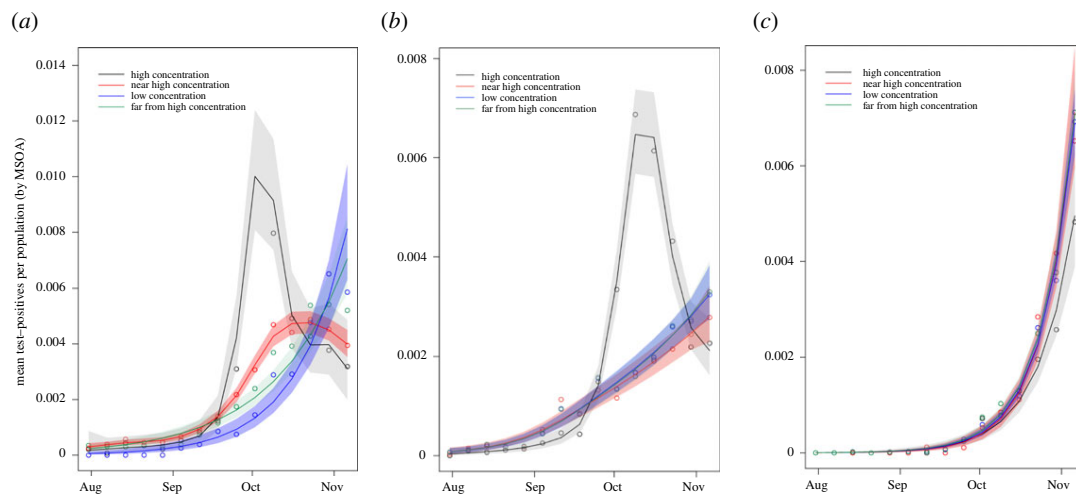 (a)
mean test–positives per population (by MSOA)
0.014
0.012
0.010
0.008
0.006
0.004
0.002
0
high concentration
near high concentration
low concentration
far from high concentration
Aug Sep Oct Nov
(b)
0.008
0.006
0.004
0.002
0
high concentration
near high concentration
low concentration
far from high concentration
Aug Sep Oct Nov
(c)
0.008
0.006
0.004
0.002
0
high concentration
near high concentration
low concentration
far from high concentration
Aug Sep Oct Nov